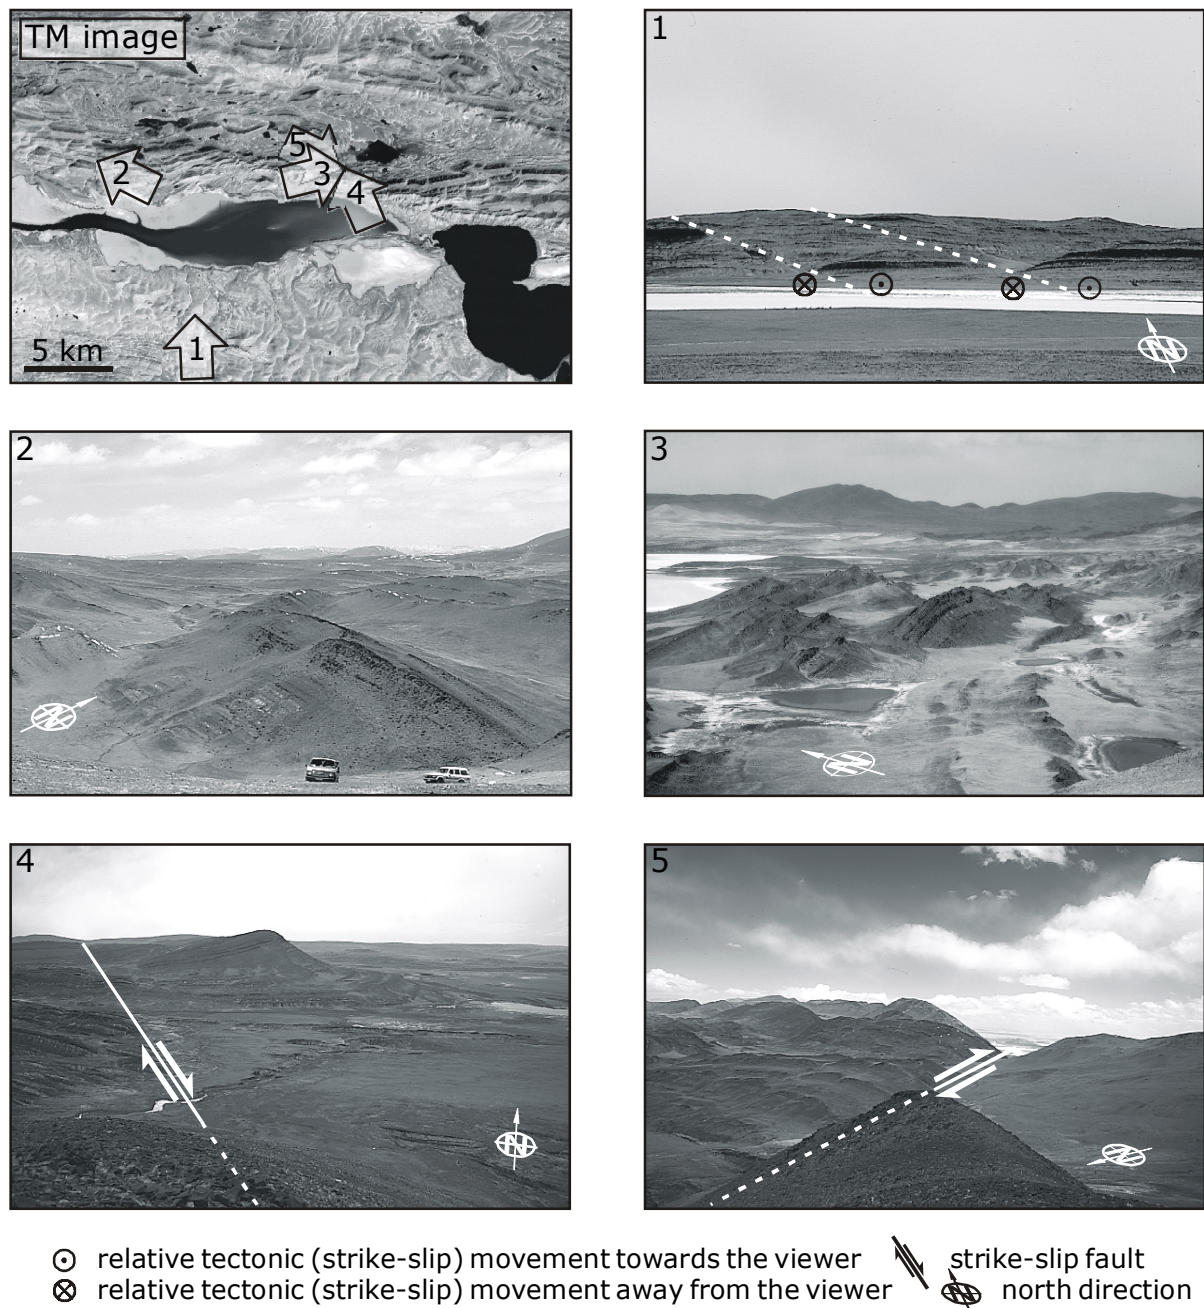 TM image
5
2
3
4
1
5 km
1
N
2
N
3
N
4
N
5
N
relative tectonic (strike-slip) movement towards the viewer
strike-slip fault
relative tectonic (strike-slip) movement away from the viewer
N
north direction